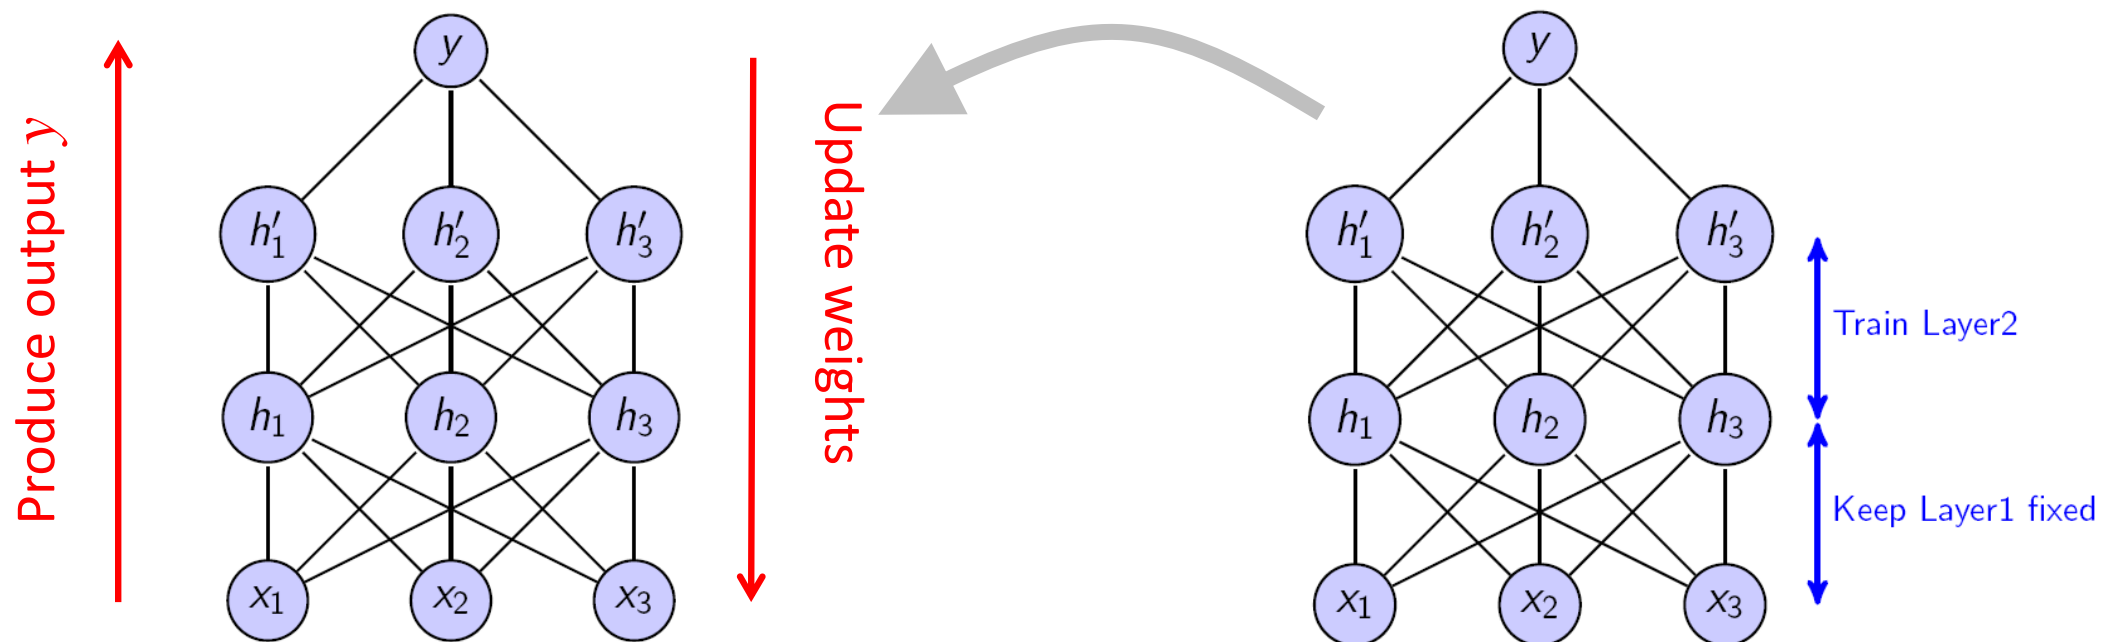 Produce output y
y
h′1 h′2 h′3
h1 h2 h3
x1 x2 x3
Update weights
y
h′1 h′2 h′3
h1 h2 h3
x1 x2 x3
Train Layer2
Keep Layer1 fixed